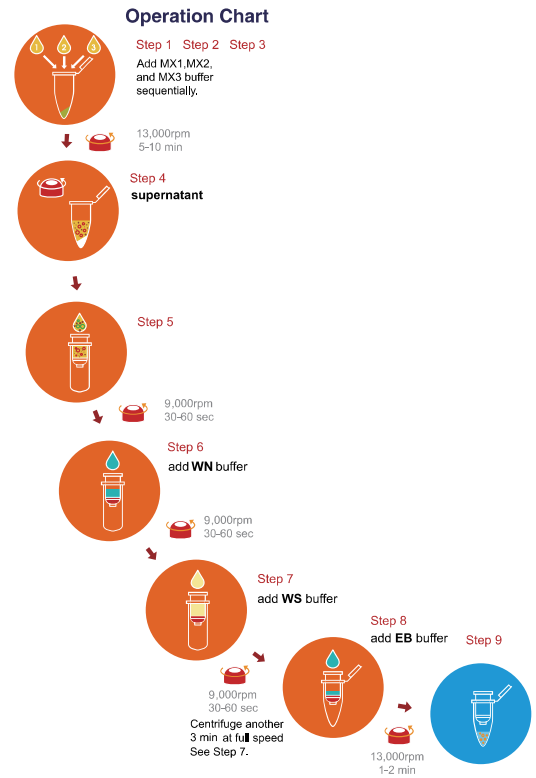 Operation Chart
1 2 3
Step 1 Step 2 Step 3
Add MX1,MX2,
and MX3 buffer
sequentially.
13,000rpm
5-10 min
Step 4
supernatant
Step 5
9,000rpm
30-60 sec
Step 6
add WN buffer
9,000rpm
30-60 sec
Step 7
add WS buffer
9,000rpm
30-60 sec
Centrifuge another
3 min at full speed
See Step 7.
Step 8
add EB buffer
Step 9
13,000rpm
1-2 min